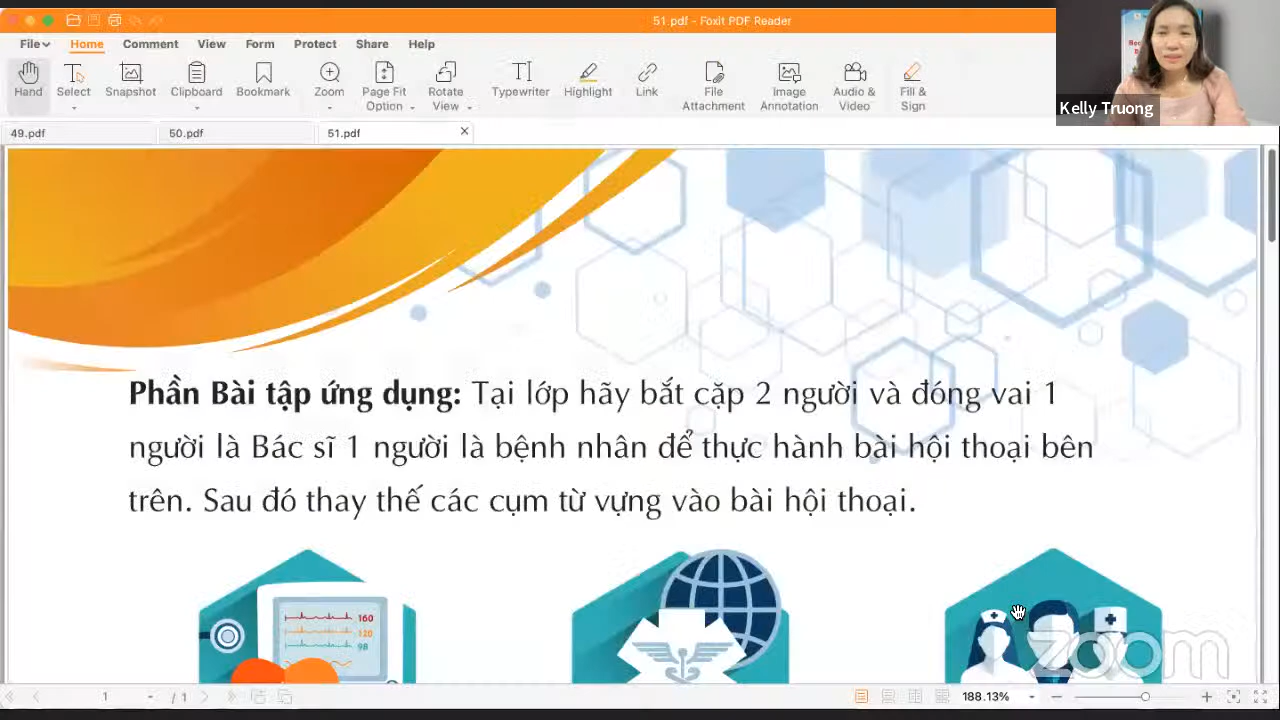 51.pdf - Foxit PDF Reader
File Home Comment View Form Protect Share Help
Hand Select Snapshot Clipboard Bookmark Zoom Page Fit Option Rotate View Typewriter Highlight Link File Attachment Image Annotation Audio & Video Fill & Sign
Kelly Truong
49.pdf 50.pdf 51.pdf
Phần Bài tập ứng dụng: Tại lớp hãy bắt cặp 2 người và đóng vai 1
người là Bác sĩ 1 người là bệnh nhân để thực hành bài hội thoại bên
trên. Sau đó thay thế các cụm từ vựng vào bài hội thoại.
160
120
98
zoom
1 / 1 188.13%